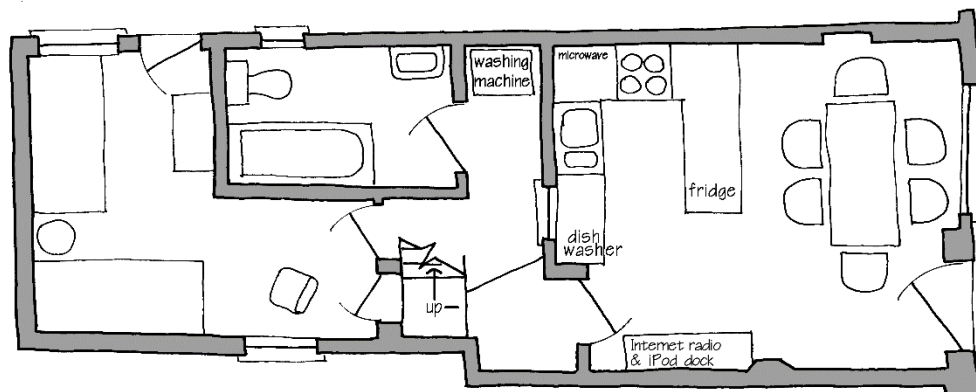 washing
machine
microwave
fridge
dish
washer
up
Internet radio
& iPod dock